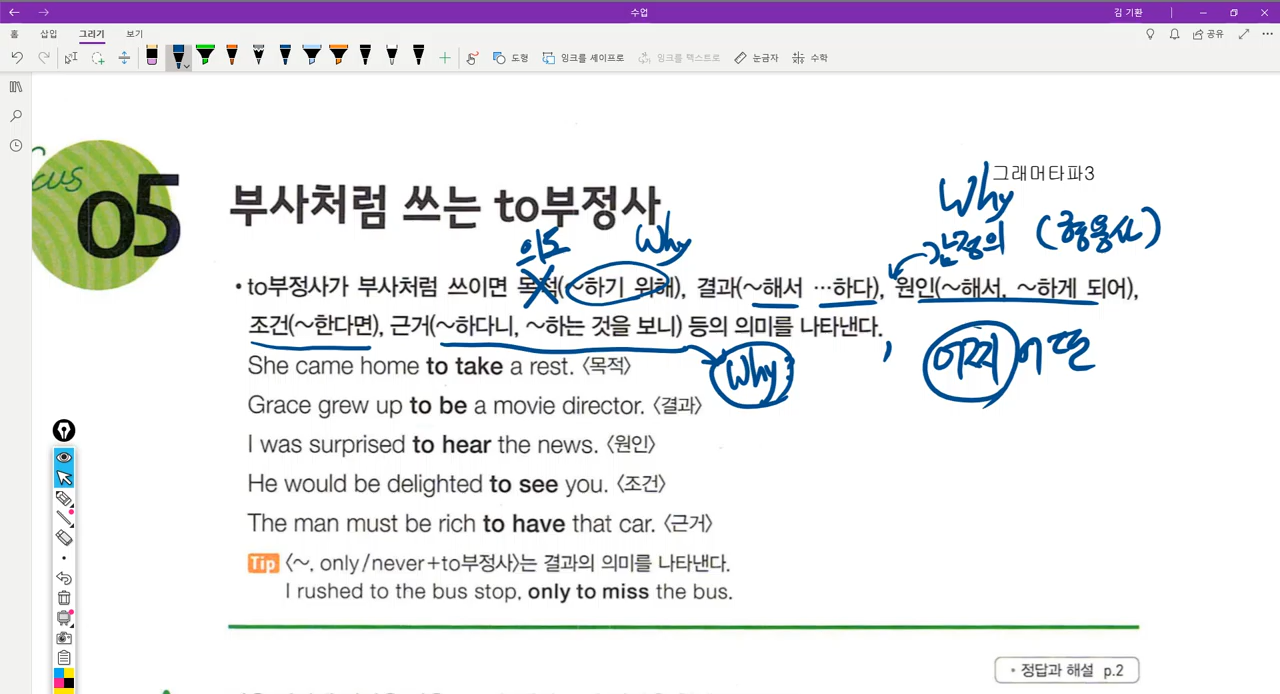 수업
김 기환
홈 삽입 그리기 보기
공유
도형 잉크를 셰이프로 잉크를 텍스트로 눈금자 수학
cus
05
부사처럼 쓰는 to부정사
그래머타파3
Why
의도 Why 감정의 (형용사)
• to부정사가 부사처럼 쓰이면 목적(~하기 위해), 결과(~해서 …하다), 원인(~해서, ~하게 되어),
조건(~한다면), 근거(~하다니, ~하는 것을 보니) 등의 의미를 나타낸다.
Why , 어찌 어떤
She came home to take a rest. 〈목적〉
Grace grew up to be a movie director. 〈결과〉
I was surprised to hear the news. 〈원인〉
He would be delighted to see you. 〈조건〉
The man must be rich to have that car. 〈근거〉
Tip 〈~, only/never+to부정사〉는 결과의 의미를 나타낸다.
I rushed to the bus stop, only to miss the bus.
• 정답과 해설 p.2